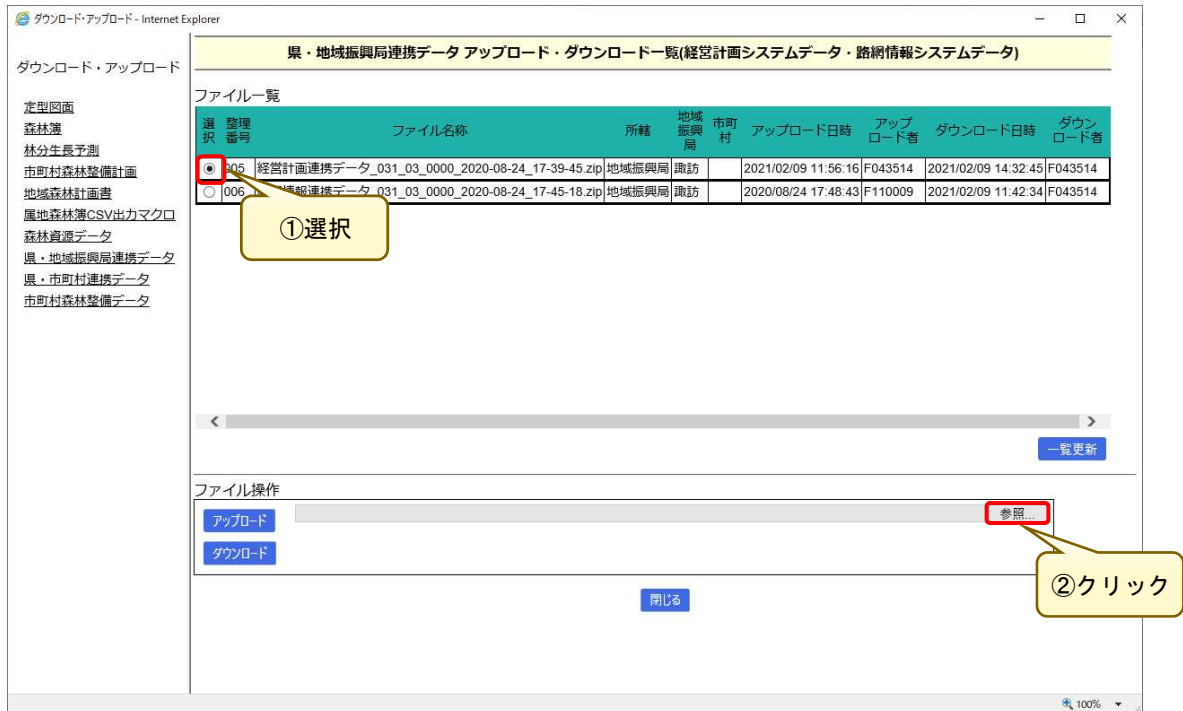 ダウンロード・アップロード - Internet Explorer
ダウンロード・アップロード
定型図面
森林簿
林分生長予測
市町村森林整備計画
地域森林計画書
属地森林簿CSV出力マクロ
森林資源データ
県・地域振興局連携データ
県・市町村連携データ
市町村森林整備データ
県・地域振興局連携データ アップロード・ダウンロード一覧(経営計画システムデータ・路網情報システムデータ)
ファイル一覧
選択 整理番号 ファイル名称 所轄 地域振興局 市町村 アップロード日時 アップロード者 ダウンロード日時 ダウンロード者
005 経営計画連携データ_031_03_0000_2020-08-24_17-39-45.zip 地域振興局 諏訪 2021/02/09 11:56:16 F043514 2021/02/09 14:32:45 F043514
006 情報連携データ_031_03_0000_2020-08-24_17-45-18.zip 地域振興局 諏訪 2020/08/24 17:48:43 F110009 2021/02/09 11:42:34 F043514
①選択
一覧更新
ファイル操作
アップロード
参照...
ダウンロード
②クリック
閉じる
100%